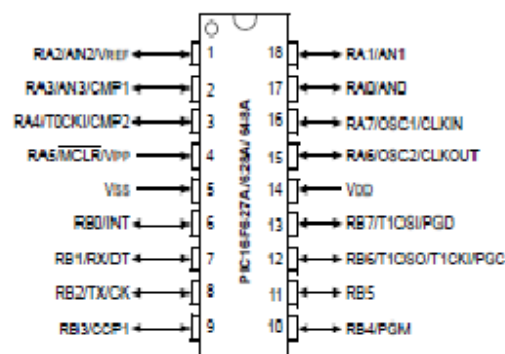 RA2/AN2/VREF 1 18 RA1/AN1
RA3/AN3/CMP1 2 17 RA0/AN0
RA4/T0CKI/CMP2 3 16 RA7/OSC1/CLKIN
RA5/MCLR/VPP 4 15 RA6/OSC2/CLKOUT
VSS 5 14 VDD
RB0/INT 6 13 RB7/T1OSI/PGD
RB1/RX/DT 7 12 RB6/T1OSO/T1CKI/PGC
RB2/TX/CK 8 11 RB5
RB3/CCP1 9 10 RB4/PGM
PIC16F627A/628A/648A